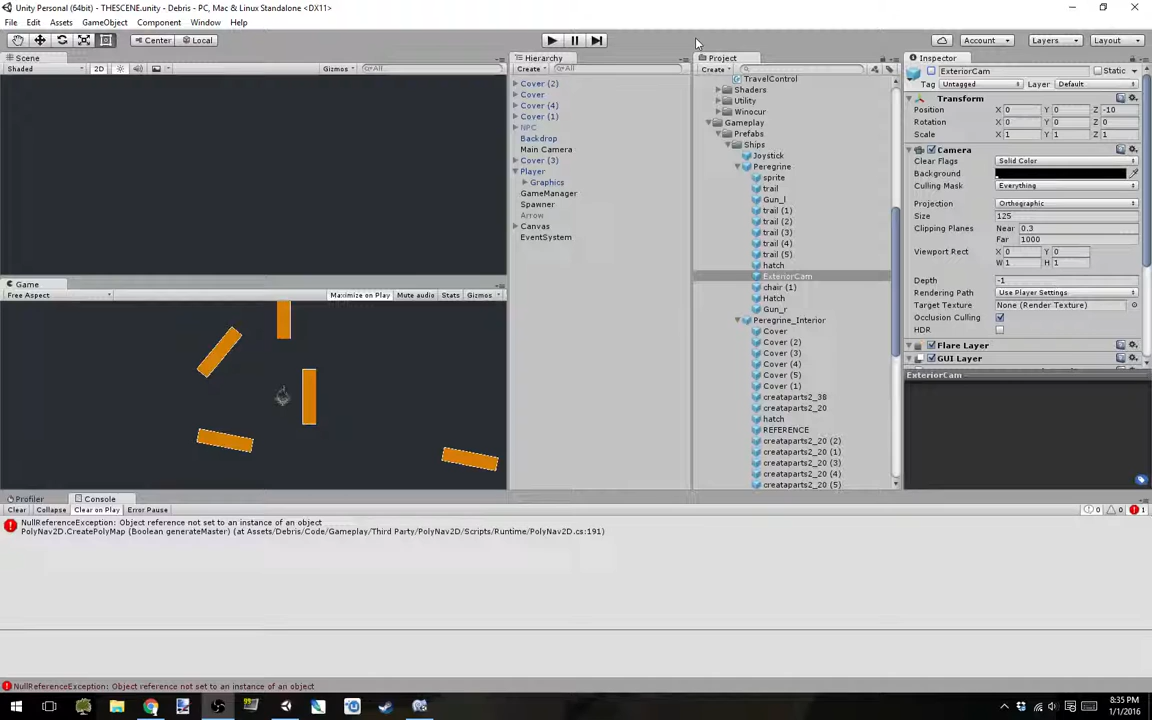 Unity Personal (64bit) - THESCENE.unity - Debris - PC, Mac & Linux Standalone <DX11>
File Edit Assets GameObject Component Window Help
Center Local
Account Layers Layout
Scene
Shaded 2D Gizmos All
Game
Free Aspect Maximize on Play Mute audio Stats Gizmos
Hierarchy
Create All
Cover (2)
Cover
Cover (4)
Cover (1)
NPC
Backdrop
Main Camera
Cover (3)
Player
Graphics
GameManager
Spawner
Arrow
Canvas
EventSystem
Project
Create
TravelControl
Shaders
Utility
Winocur
Gameplay
Prefabs
Ships
Joystick
Peregrine
sprite
trail
Gun_l
trail (1)
trail (2)
trail (3)
trail (4)
trail (5)
hatch
ExteriorCam
chair (1)
Hatch
Gun_r
Peregrine_Interior
Cover
Cover (2)
Cover (3)
Cover (4)
Cover (5)
Cover (1)
creataparts2_38
creataparts2_20
hatch
REFERENCE
creataparts2_20 (2)
creataparts2_20 (1)
creataparts2_20 (3)
creataparts2_20 (4)
creataparts2_20 (5)
Inspector
ExteriorCam Static
Tag Untagged Layer Default
Transform
Position X 0 Y 0 Z -10
Rotation X 0 Y 0 Z 0
Scale X 1 Y 1 Z 1
Camera
Clear Flags Solid Color
Background
Culling Mask Everything
Projection Orthographic
Size 125
Clipping Planes Near 0.3
Far 1000
Viewport Rect X 0 Y 0
W 1 H 1
Depth -1
Rendering Path Use Player Settings
Target Texture None (Render Texture)
Occlusion Culling
HDR
Flare Layer
GUI Layer
ExteriorCam
Profiler Console
Clear Collapse Clear on Play Error Pause 0 0 1
NullReferenceException: Object reference not set to an instance of an object
PolyNav2D.CreatePolyMap (Boolean generateMaster) (at Assets/Debris/Code/Gameplay/Third Party/PolyNav2D/Scripts/Runtime/PolyNav2D.cs:191)
NullReferenceException: Object reference not set to an instance of an object
8:35 PM
1/1/2016